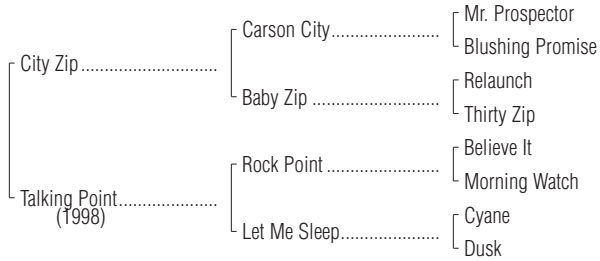 Mr. Prospector
Carson City
Blushing Promise
City Zip
Relaunch
Baby Zip
Thirty Zip
Believe It
Rock Point
Morning Watch
Talking Point
(1998)
Cyane
Let Me Sleep
Dusk